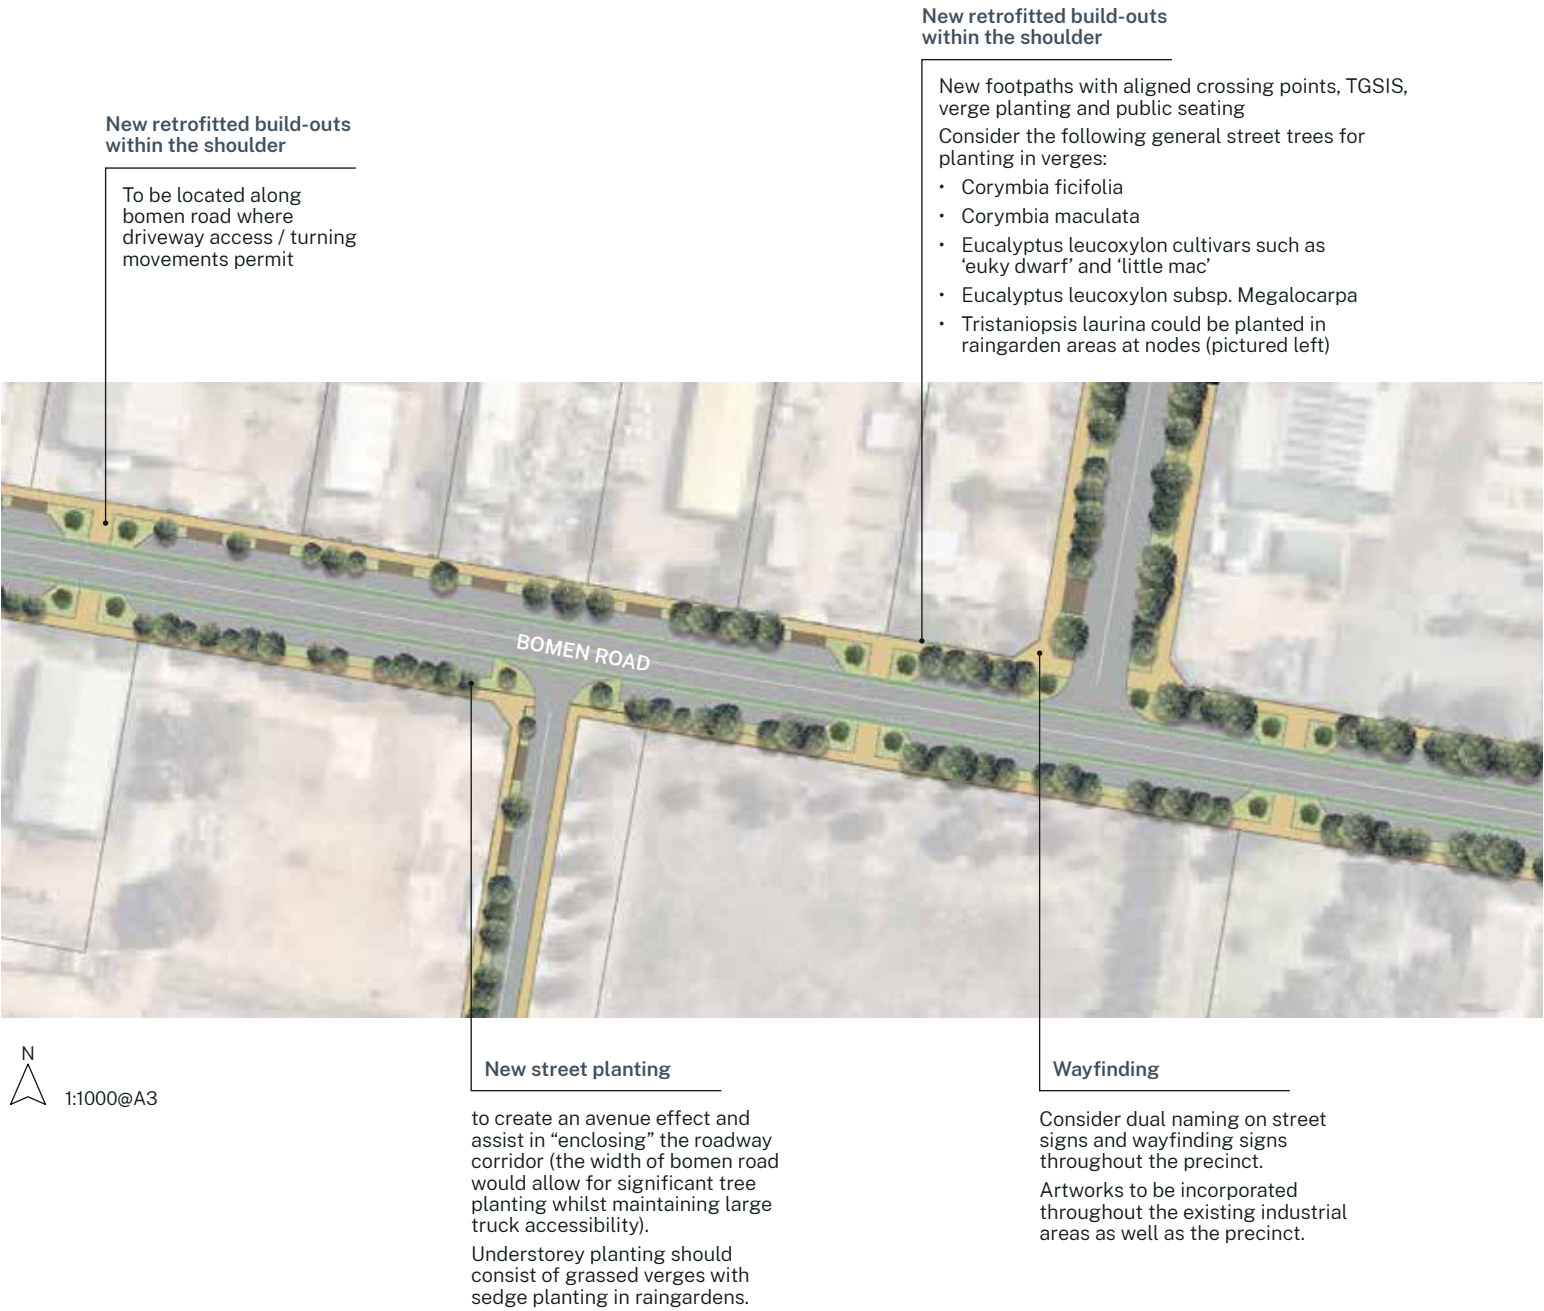 New retrofitted build-outs
within the shoulder
To be located along
bomen road where
driveway access / turning
movements permit
New retrofitted build-outs
within the shoulder
New footpaths with aligned crossing points, TGSIS,
verge planting and public seating
Consider the following general street trees for
planting in verges:
• Corymbia ficifolia
• Corymbia maculata
• Eucalyptus leucoxylon cultivars such as
‘euky dwarf’ and ‘little mac’
• Eucalyptus leucoxylon subsp. Megalocarpa
• Tristaniopsis laurina could be planted in
raingarden areas at nodes (pictured left)
BOMEN ROAD
N
1:1000@A3
New street planting
to create an avenue effect and
assist in “enclosing” the roadway
corridor (the width of bomen road
would allow for significant tree
planting whilst maintaining large
truck accessibility).
Understorey planting should
consist of grassed verges with
sedge planting in raingardens.
Wayfinding
Consider dual naming on street
signs and wayfinding signs
throughout the precinct.
Artworks to be incorporated
throughout the existing industrial
areas as well as the precinct.